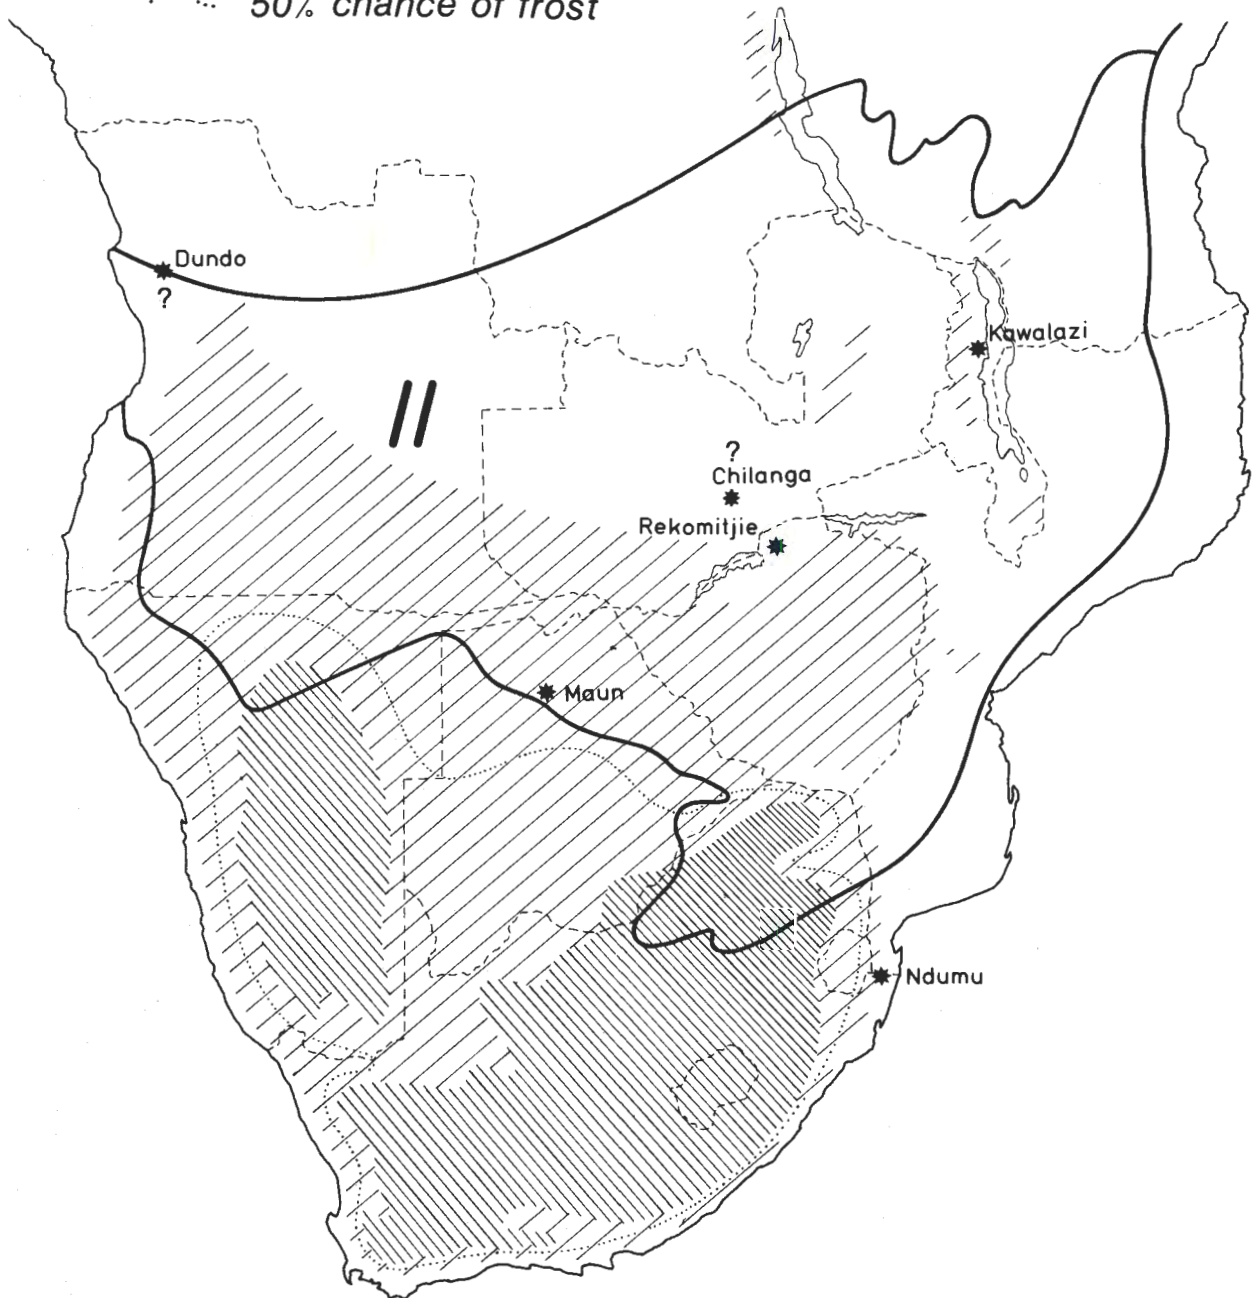 50% chance of frost
Dundo
?
Kawalazi
II
?
Chilanga
Rekomitjie
Maun
Ndumu